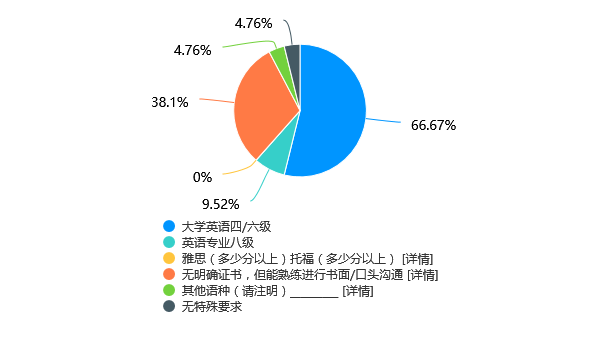 4.76%
4.76%
38.1%
66.67%
0%
9.52%
大学英语四/六级
英语专业八级
雅思（多少分以上）托福（多少分以上） [详情]
无明确证书，但能熟练进行书面/口头沟通 [详情]
其他语种（请注明）________ [详情]
无特殊要求